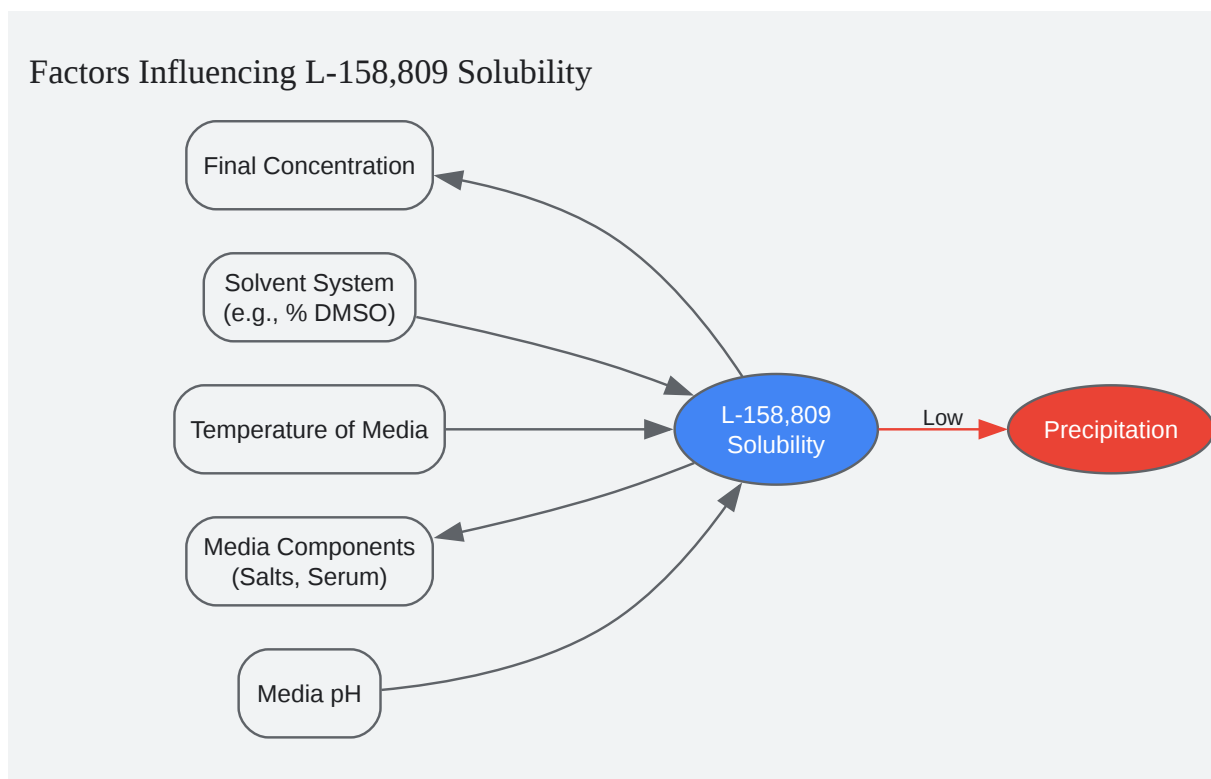 Factors Influencing L-158,809 Solubility
Final Concentration
Solvent System
(e.g., % DMSO)
Temperature of Media
Media Components
(Salts, Serum)
Media pH
L-158,809
Solubility
Low
Precipitation